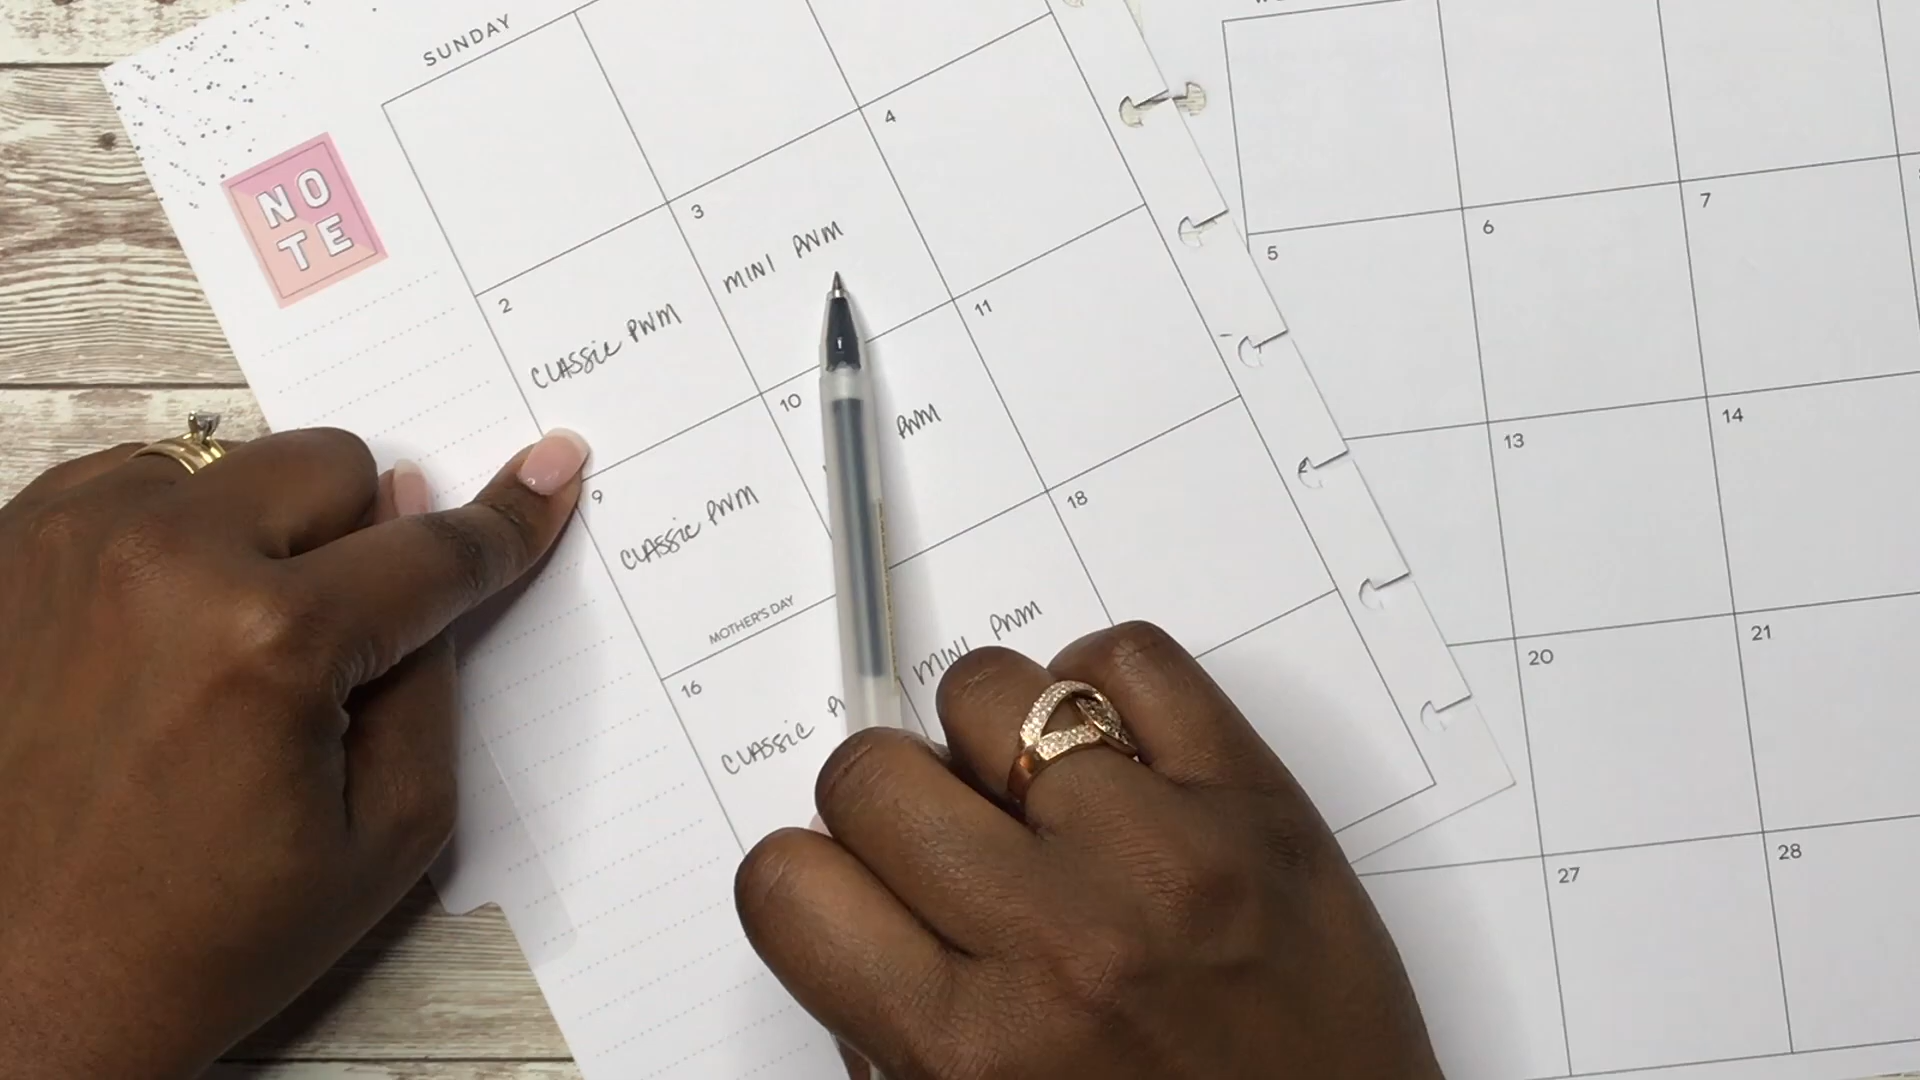 SUNDAY
NO
TE
4
3
MINI PWM
2
CLASSIC PWM
11
10
PWM
9
CLASSIC PWM
MOTHER'S DAY
18
MINI PWM
16
CLASSIC
5
6
7
13
14
20
21
27
28